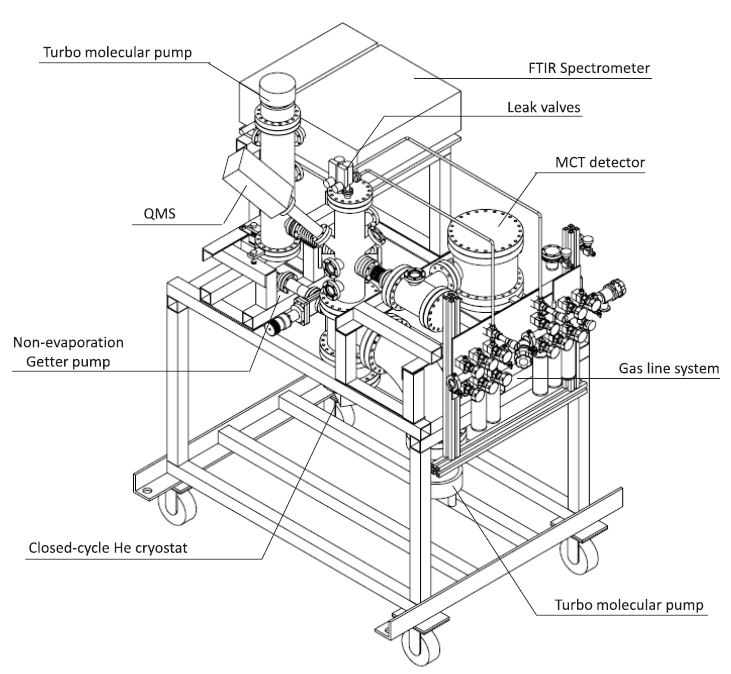 Turbo molecular pump
FTIR Spectrometer
Leak valves
MCT detector
QMS
Non-evaporation
Getter pump
Gas line system
Closed-cycle He cryostat
Turbo molecular pump